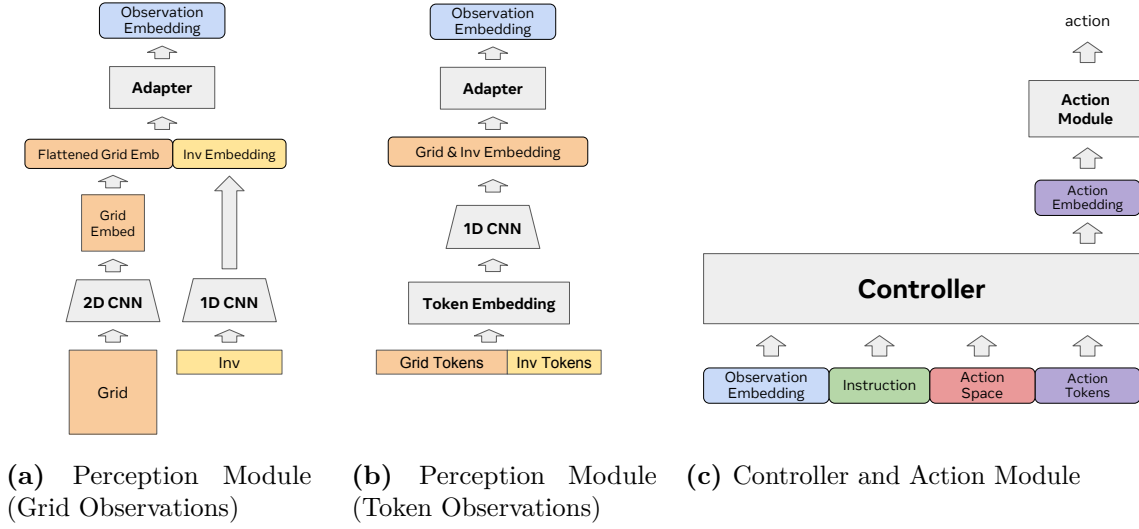 Observation
Embedding
Adapter
Flattened Grid Emb
Inv Embedding
Grid
Embed
2D CNN
1D CNN
Grid
Inv
(a) Perception Module
(Grid Observations)
Observation
Embedding
Adapter
Grid & Inv Embedding
1D CNN
Token Embedding
Grid Tokens
Inv Tokens
(b) Perception Module
(Token Observations)
action
Action
Module
Action
Embedding
Controller
Observation
Embedding
Instruction
Action
Space
Action
Tokens
(c) Controller and Action Module